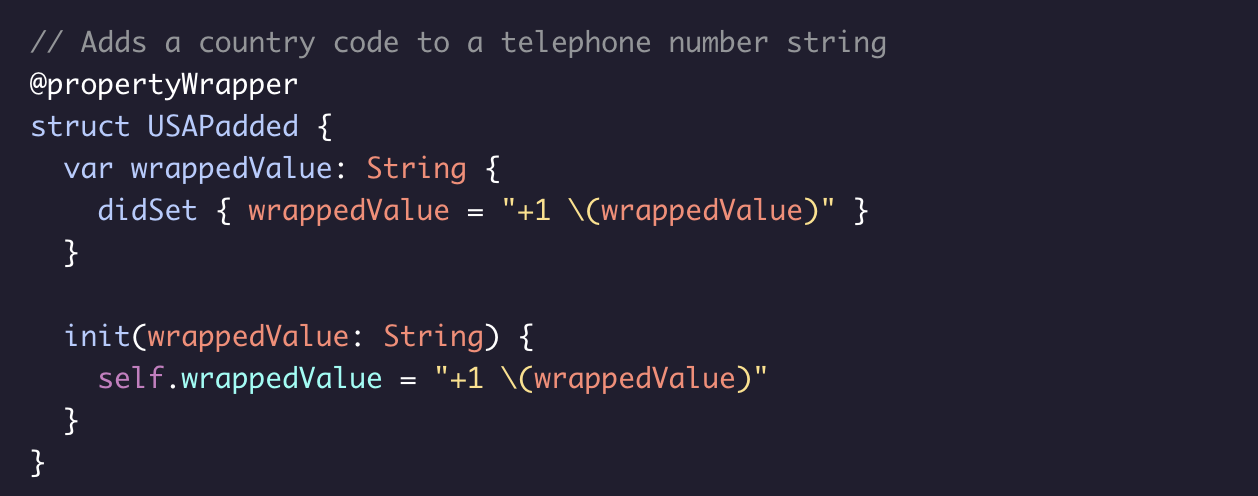 // Adds a country code to a telephone number string
@propertyWrapper
struct USAPadded {
  var wrappedValue: String {
    didSet { wrappedValue = "+1 \(wrappedValue)" }
  }

  init(wrappedValue: String) {
    self.wrappedValue = "+1 \(wrappedValue)"
  }
}